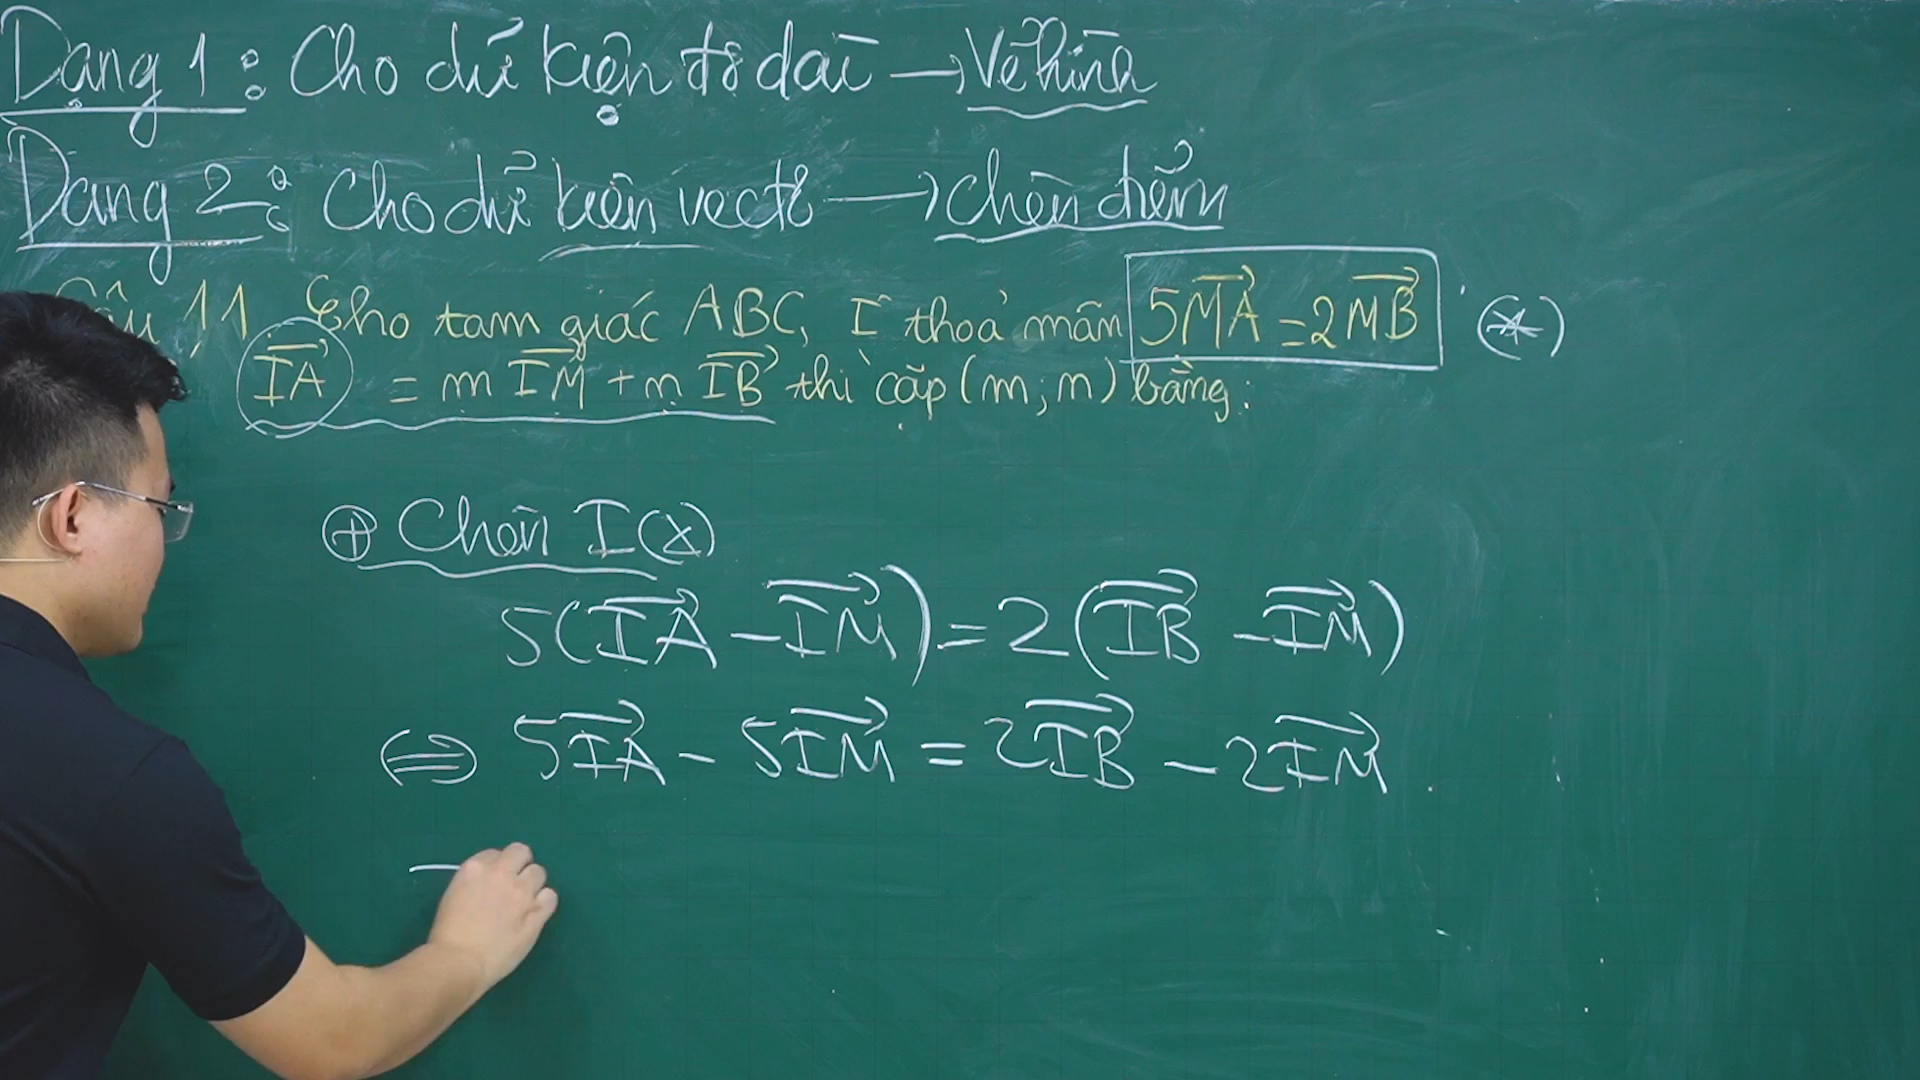 Dạng 1: Cho dữ kiện độ dài → Vẽ hình
Dạng 2: Cho dữ kiện vectơ → Chèn điểm
Câu 11 Cho tam giác ABC, I thoả mãn 5MA = 2MB (*)
IA = m IM + n IB thì cặp (m; n) bằng:
⊕ Chèn I(*)
5(IA - IM) = 2(IB - IM)
⇔ 5IA - 5IM = 2IB - 2IM